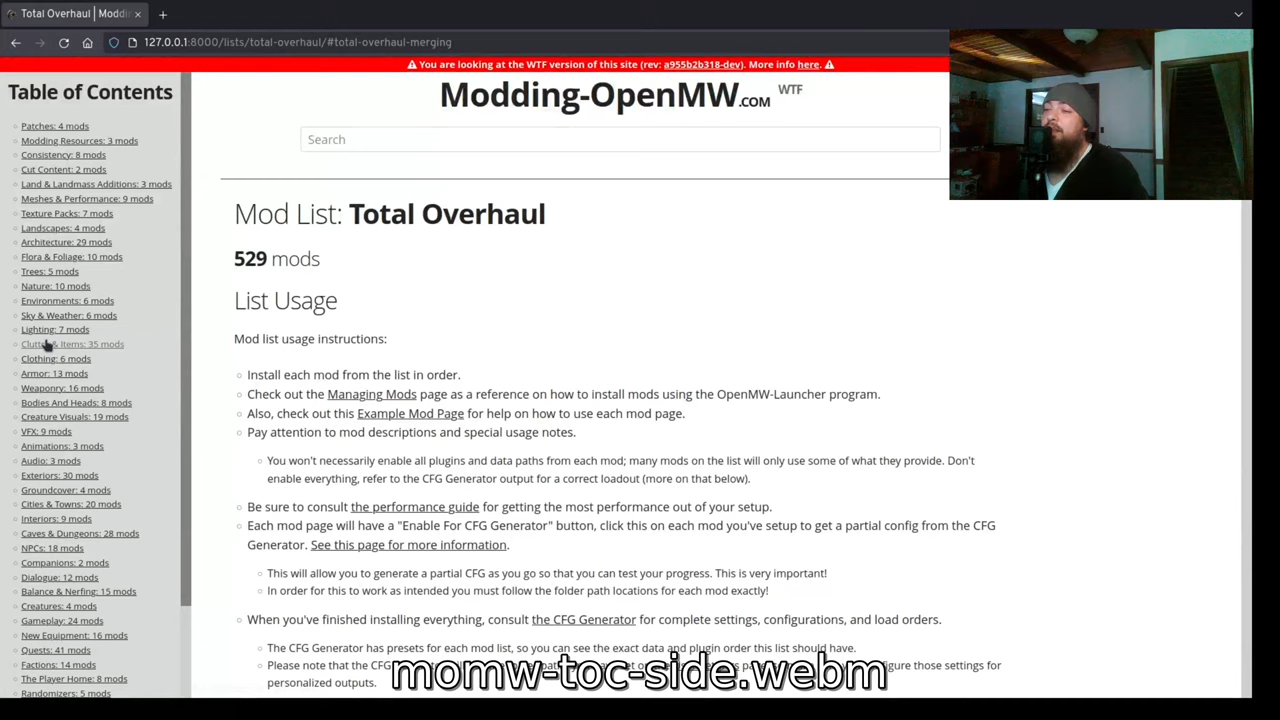 Total Overhaul | Moddi
127.0.0.1:8000/lists/total-overhaul/#total-overhaul-merging
You are looking at the WTF version of this site (rev: a955b2b318-dev). More info here.
Table of Contents
Patches: 4 mods
Modding Resources: 3 mods
Consistency: 8 mods
Cut Content: 2 mods
Land & Landmass Additions: 3 mods
Meshes & Performance: 9 mods
Texture Packs: 7 mods
Landscapes: 4 mods
Architecture: 29 mods
Flora & Foliage: 10 mods
Trees: 5 mods
Nature: 10 mods
Environments: 6 mods
Sky & Weather: 6 mods
Lighting: 7 mods
Clutter & Items: 35 mods
Clothing: 6 mods
Armor: 13 mods
Weaponry: 16 mods
Bodies And Heads: 8 mods
Creature Visuals: 19 mods
VFX: 9 mods
Animations: 3 mods
Audio: 3 mods
Exteriors: 30 mods
Groundcover: 4 mods
Cities & Towns: 20 mods
Interiors: 9 mods
Caves & Dungeons: 28 mods
NPCs: 18 mods
Companions: 2 mods
Dialogue: 12 mods
Balance & Nerfing: 15 mods
Creatures: 4 mods
Gameplay: 24 mods
New Equipment: 16 mods
Quests: 41 mods
Factions: 14 mods
The Player Home: 8 mods
Randomizers: 5 mods
Modding-OpenMW.com WTF
Search
Mod List: Total Overhaul
529 mods
List Usage
Mod list usage instructions:
Install each mod from the list in order.
Check out the Managing Mods page as a reference on how to install mods using the OpenMW-Launcher program.
Also, check out this Example Mod Page for help on how to use each mod page.
Pay attention to mod descriptions and special usage notes.
You won't necessarily enable all plugins and data paths from each mod; many mods on the list will only use some of what they provide. Don't
enable everything, refer to the CFG Generator output for a correct loadout (more on that below).
Be sure to consult the performance guide for getting the most performance out of your setup.
Each mod page will have a "Enable For CFG Generator" button, click this on each mod you've setup to get a partial config from the CFG
Generator. See this page for more information.
This will allow you to generate a partial CFG as you go so that you can test your progress. This is very important!
In order for this to work as intended you must follow the folder path locations for each mod exactly!
When you've finished installing everything, consult the CFG Generator for complete settings, configurations, and load orders.
The CFG Generator has presets for each mod list, so you can see the exact data and plugin order this list should have.
Please note that the CFG
figure those settings for
personalized outputs.
momw-toc-side.webm